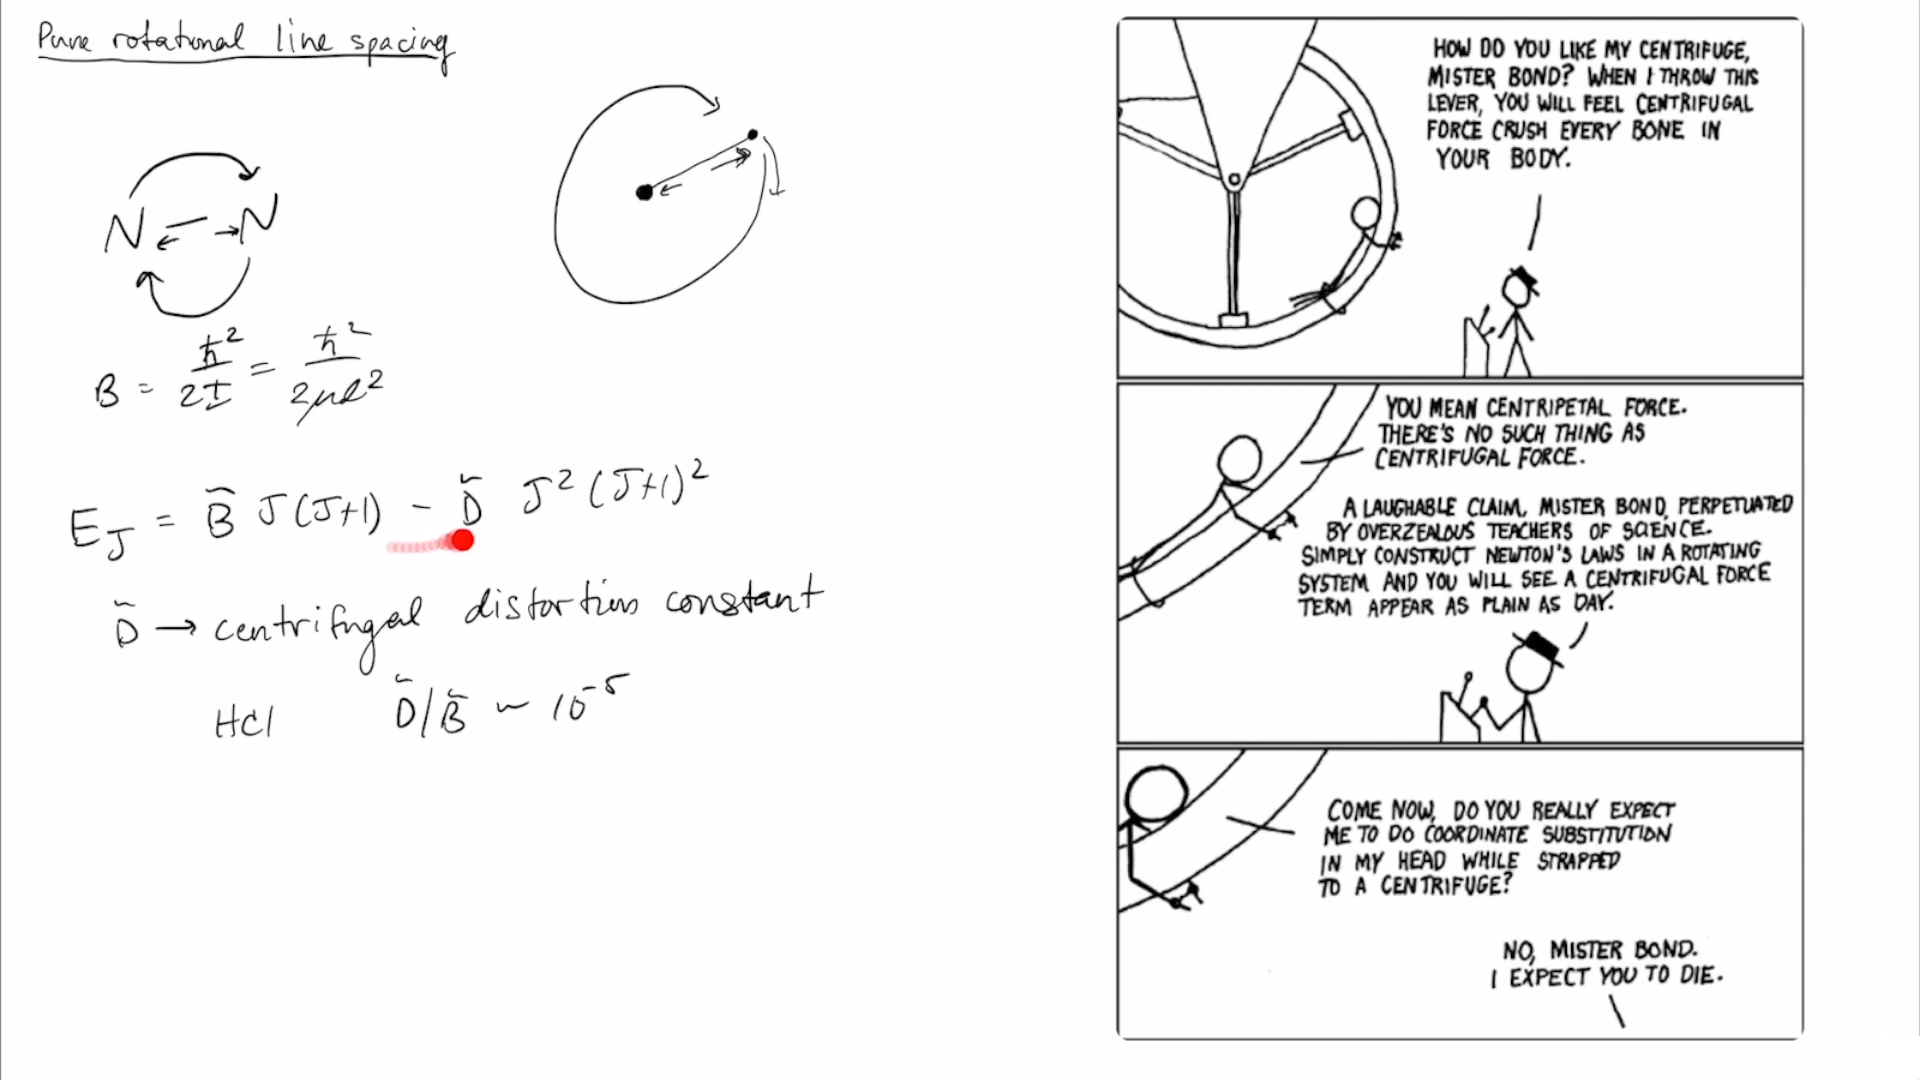 Pure rotational line spacing
N — N
B = ħ²/2I = ħ²/2μl²
E_J = B̃ J(J+1) - D̃ J²(J+1)²
D̃ → centrifugal distortion constant
HCl D̃/B̃ ~ 10⁻⁵
HOW DO YOU LIKE MY CENTRIFUGE,
MISTER BOND? WHEN I THROW THIS
LEVER, YOU WILL FEEL CENTRIFUGAL
FORCE CRUSH EVERY BONE IN
YOUR BODY.
YOU MEAN CENTRIPETAL FORCE.
THERE'S NO SUCH THING AS
CENTRIFUGAL FORCE.
A LAUGHABLE CLAIM, MISTER BOND, PERPETUATED
BY OVERZEALOUS TEACHERS OF SCIENCE.
SIMPLY CONSTRUCT NEWTON'S LAWS IN A ROTATING
SYSTEM AND YOU WILL SEE A CENTRIFUGAL FORCE
TERM APPEAR AS PLAIN AS DAY.
COME NOW, DO YOU REALLY EXPECT
ME TO DO COORDINATE SUBSTITUTION
IN MY HEAD WHILE STRAPPED
TO A CENTRIFUGE?
NO, MISTER BOND.
I EXPECT YOU TO DIE.